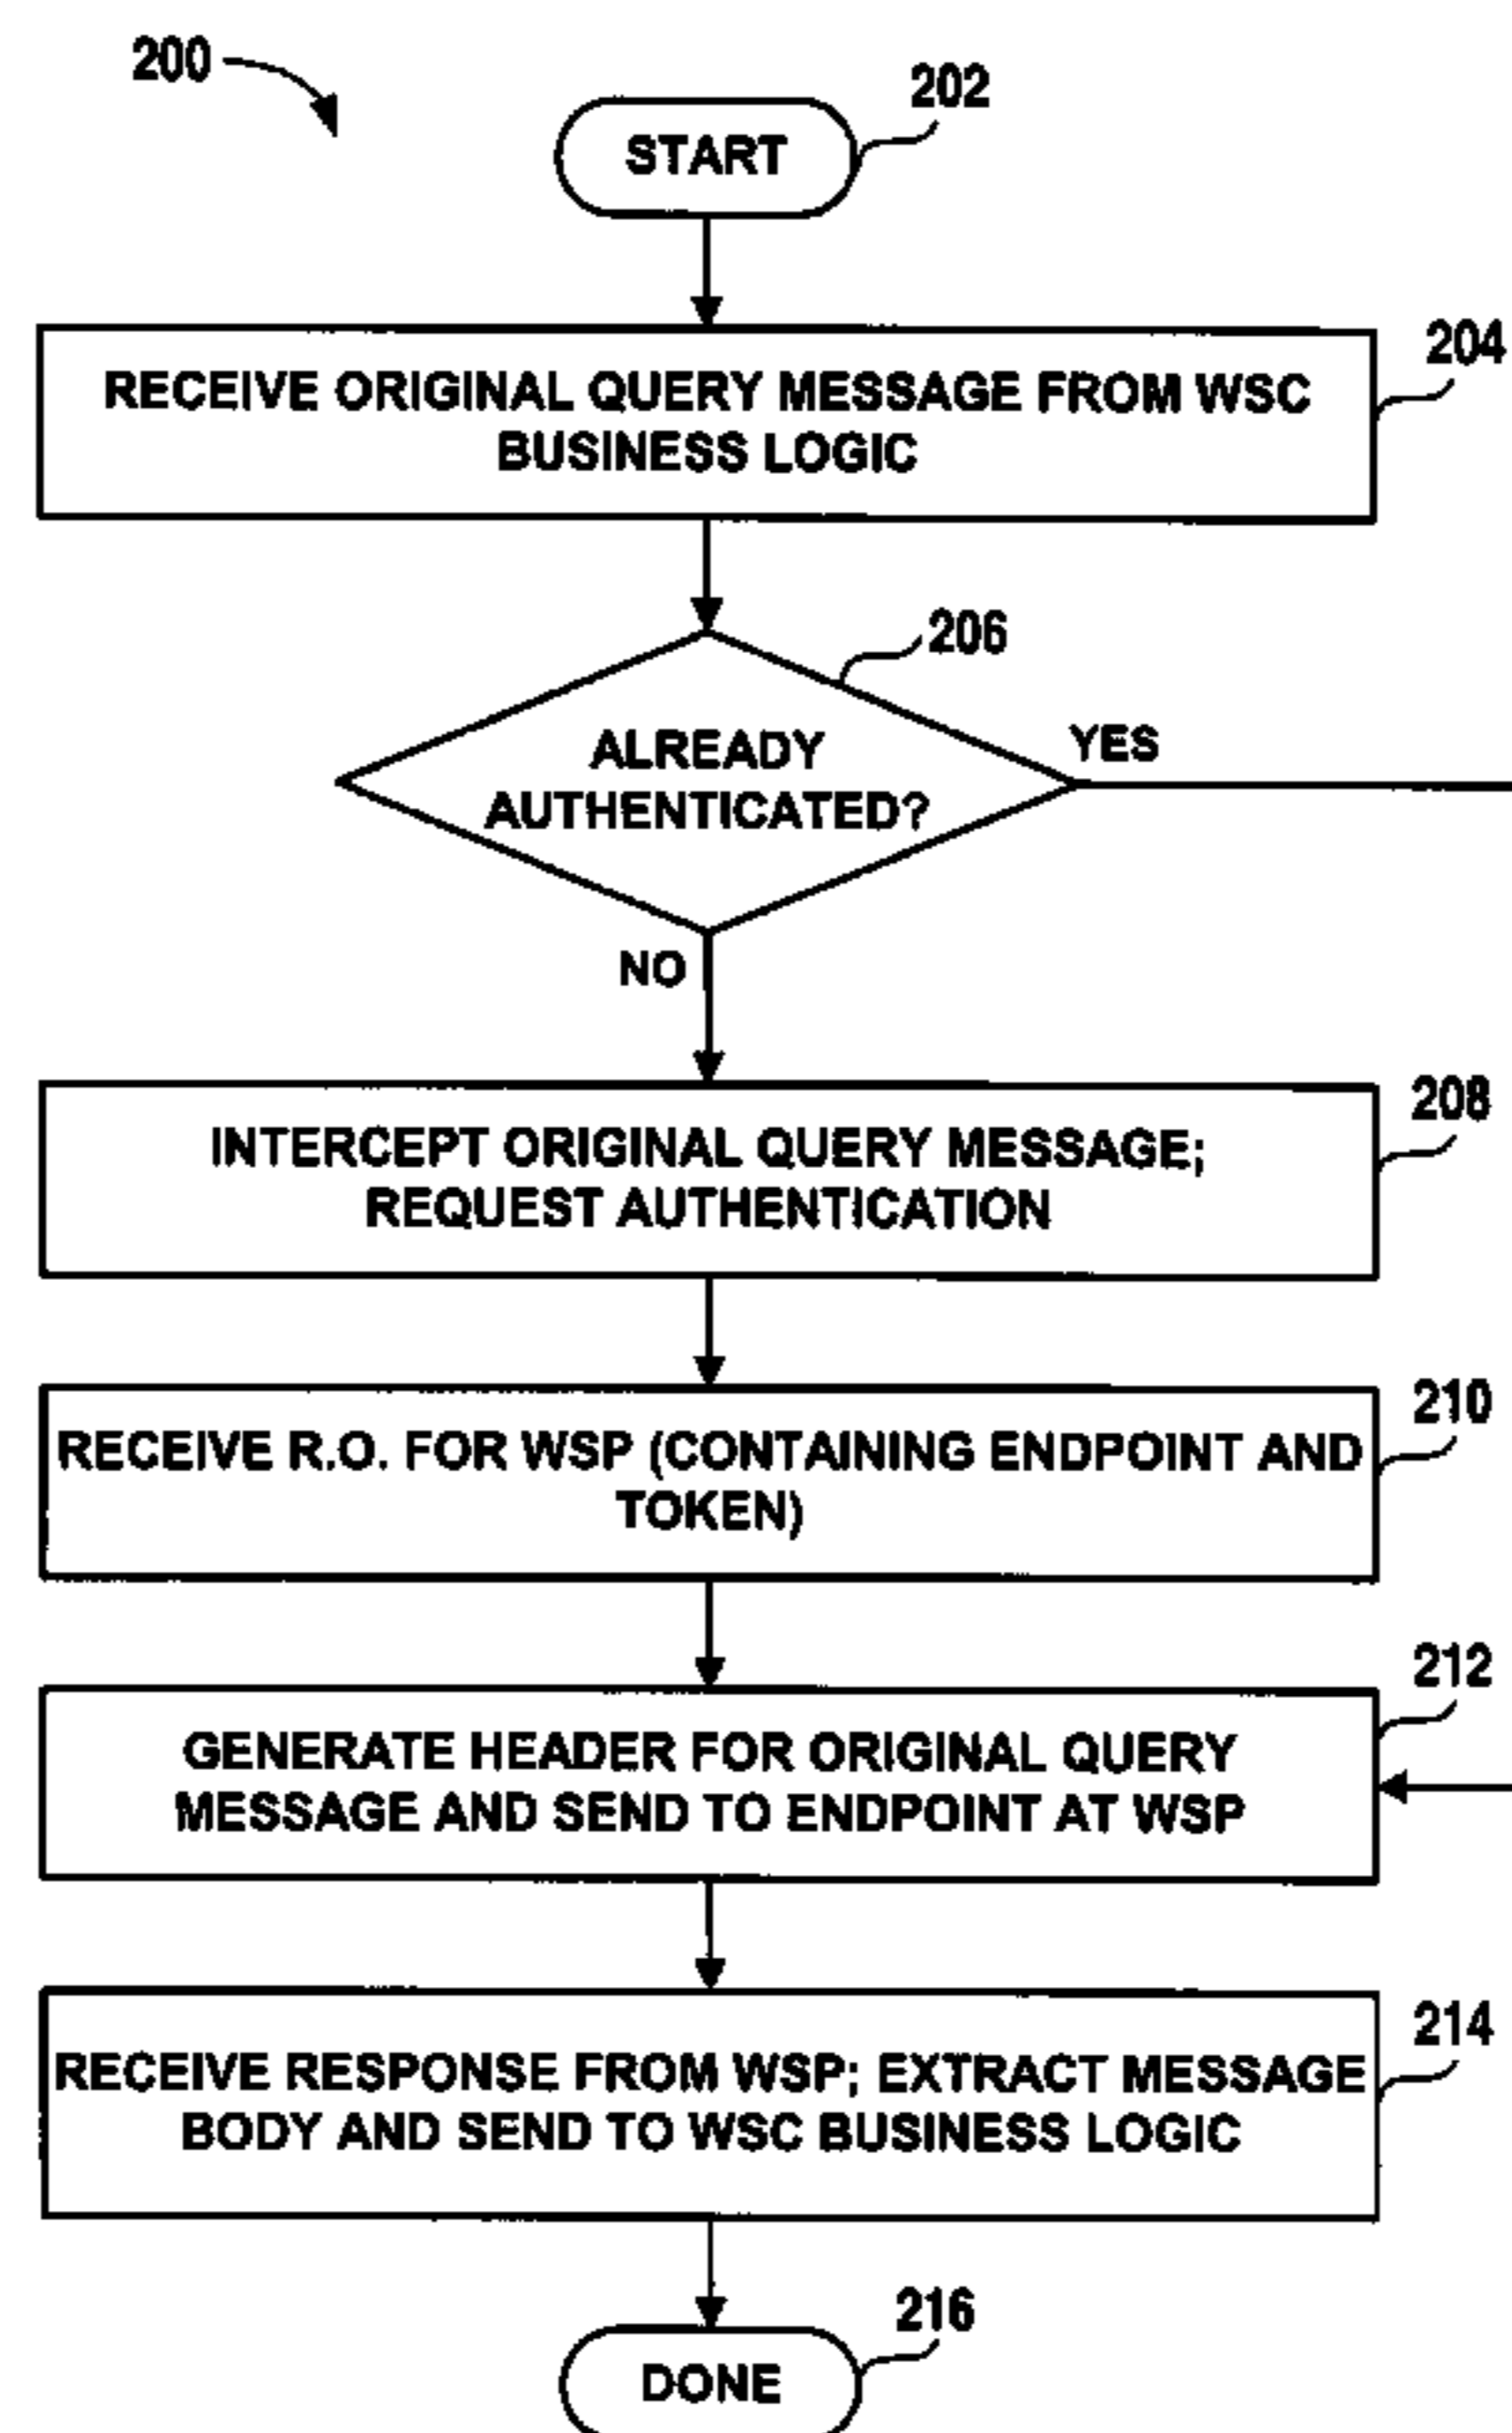 200
202
START
204
RECEIVE ORIGINAL QUERY MESSAGE FROM WSC
BUSINESS LOGIC
206
ALREADY
AUTHENTICATED?
YES
NO
208
INTERCEPT ORIGINAL QUERY MESSAGE;
REQUEST AUTHENTICATION
210
RECEIVE R.O. FOR WSP (CONTAINING ENDPOINT AND
TOKEN)
212
GENERATE HEADER FOR ORIGINAL QUERY
MESSAGE AND SEND TO ENDPOINT AT WSP
214
RECEIVE RESPONSE FROM WSP; EXTRACT MESSAGE
BODY AND SEND TO WSC BUSINESS LOGIC
216
DONE